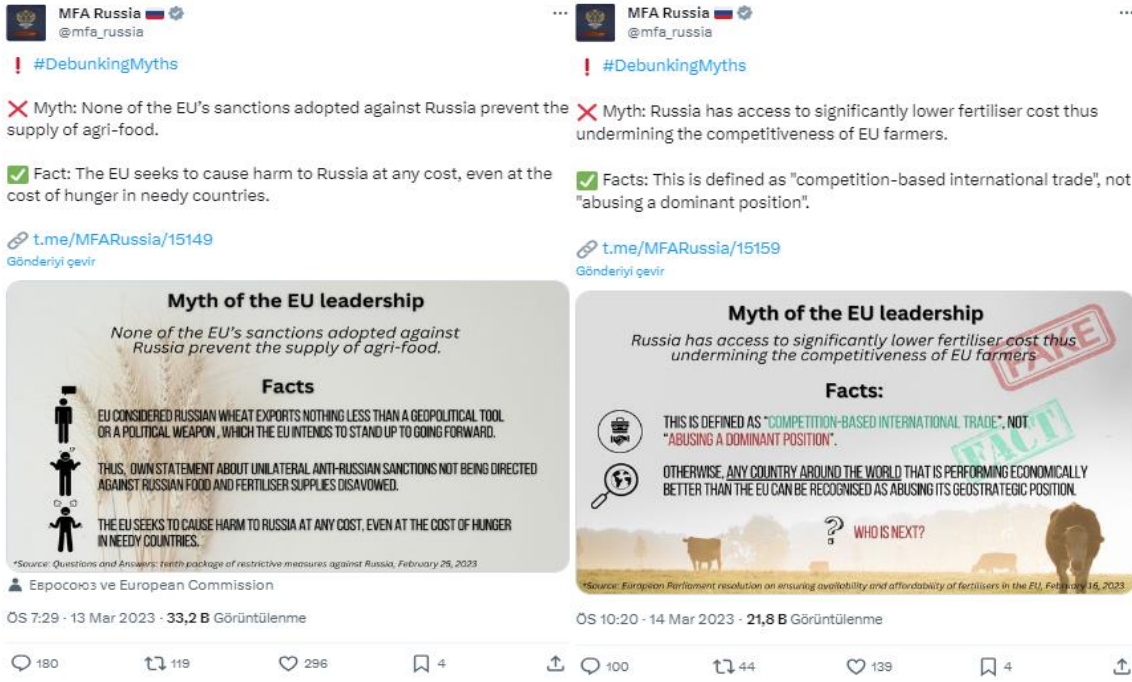 MFA Russia
@mfa_russia
#DebunkingMyths
Myth: None of the EU's sanctions adopted against Russia prevent the
supply of agri-food.
Fact: The EU seeks to cause harm to Russia at any cost, even at the
cost of hunger in needy countries.
t.me/MFARussia/15149
Gönderiyi çevir
Myth of the EU leadership
None of the EU's sanctions adopted against
Russia prevent the supply of agri-food.
Facts
EU CONSIDERED RUSSIAN WHEAT EXPORTS NOTHING LESS THAN A GEOPOLITICAL TOOL
OR A POLITICAL WEAPON, WHICH THE EU INTENDS TO STAND UP TO GOING FORWARD.
THUS, OWN STATEMENT ABOUT UNILATERAL ANTI-RUSSIAN SANCTIONS NOT BEING DIRECTED
AGAINST RUSSIAN FOOD AND FERTILISER SUPPLIES DISAVOWED.
THE EU SEEKS TO CAUSE HARM TO RUSSIA AT ANY COST, EVEN AT THE COST OF HUNGER
IN NEEDY COUNTRIES.
*Source: Questions and Answers: tenth package of restrictive measures against Russia, February 25, 2023
Евросоюз ve European Commission
ÖS 7:29 · 13 Mar 2023 · 33,2 B Görüntülenme
180 119 296 4
MFA Russia
@mfa_russia
#DebunkingMyths
Myth: Russia has access to significantly lower fertiliser cost thus
undermining the competitiveness of EU farmers.
Facts: This is defined as "competition-based international trade", not
"abusing a dominant position".
t.me/MFARussia/15159
Gönderiyi çevir
Myth of the EU leadership
Russia has access to significantly lower fertiliser cost thus
undermining the competitiveness of EU farmers
FAKE
Facts:
THIS IS DEFINED AS "COMPETITION-BASED INTERNATIONAL TRADE", NOT
"ABUSING A DOMINANT POSITION".
FACT
OTHERWISE, ANY COUNTRY AROUND THE WORLD THAT IS PERFORMING ECONOMICALLY
BETTER THAN THE EU CAN BE RECOGNISED AS ABUSING ITS GEOSTRATEGIC POSITION.
WHO IS NEXT?
*Source: European Parliament resolution on ensuring availability and affordability of fertilisers in the EU, February 16, 2023
ÖS 10:20 · 14 Mar 2023 · 21,8 B Görüntülenme
100 44 139 4